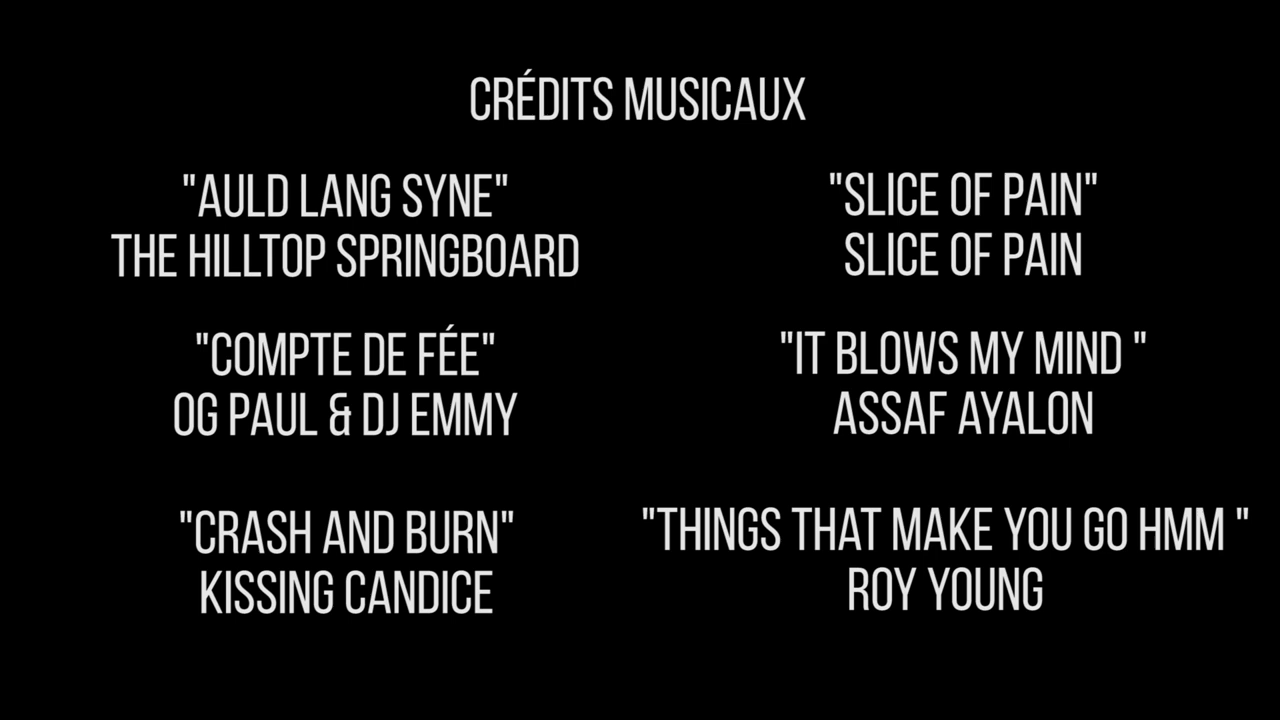 CRÉDITS MUSICAUX
"AULD LANG SYNE"
THE HILLTOP SPRINGBOARD
"COMPTE DE FÉE"
OG PAUL & DJ EMMY
"CRASH AND BURN"
KISSING CANDICE
"SLICE OF PAIN"
SLICE OF PAIN
"IT BLOWS MY MIND "
ASSAF AYALON
"THINGS THAT MAKE YOU GO HMM "
ROY YOUNG